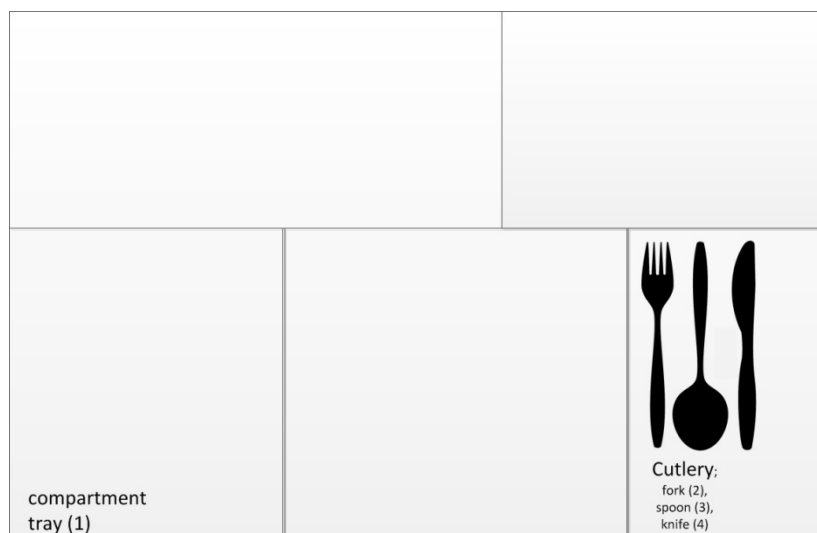 compartment
tray (1)
Cutlery;
fork (2),
spoon (3),
knife (4)